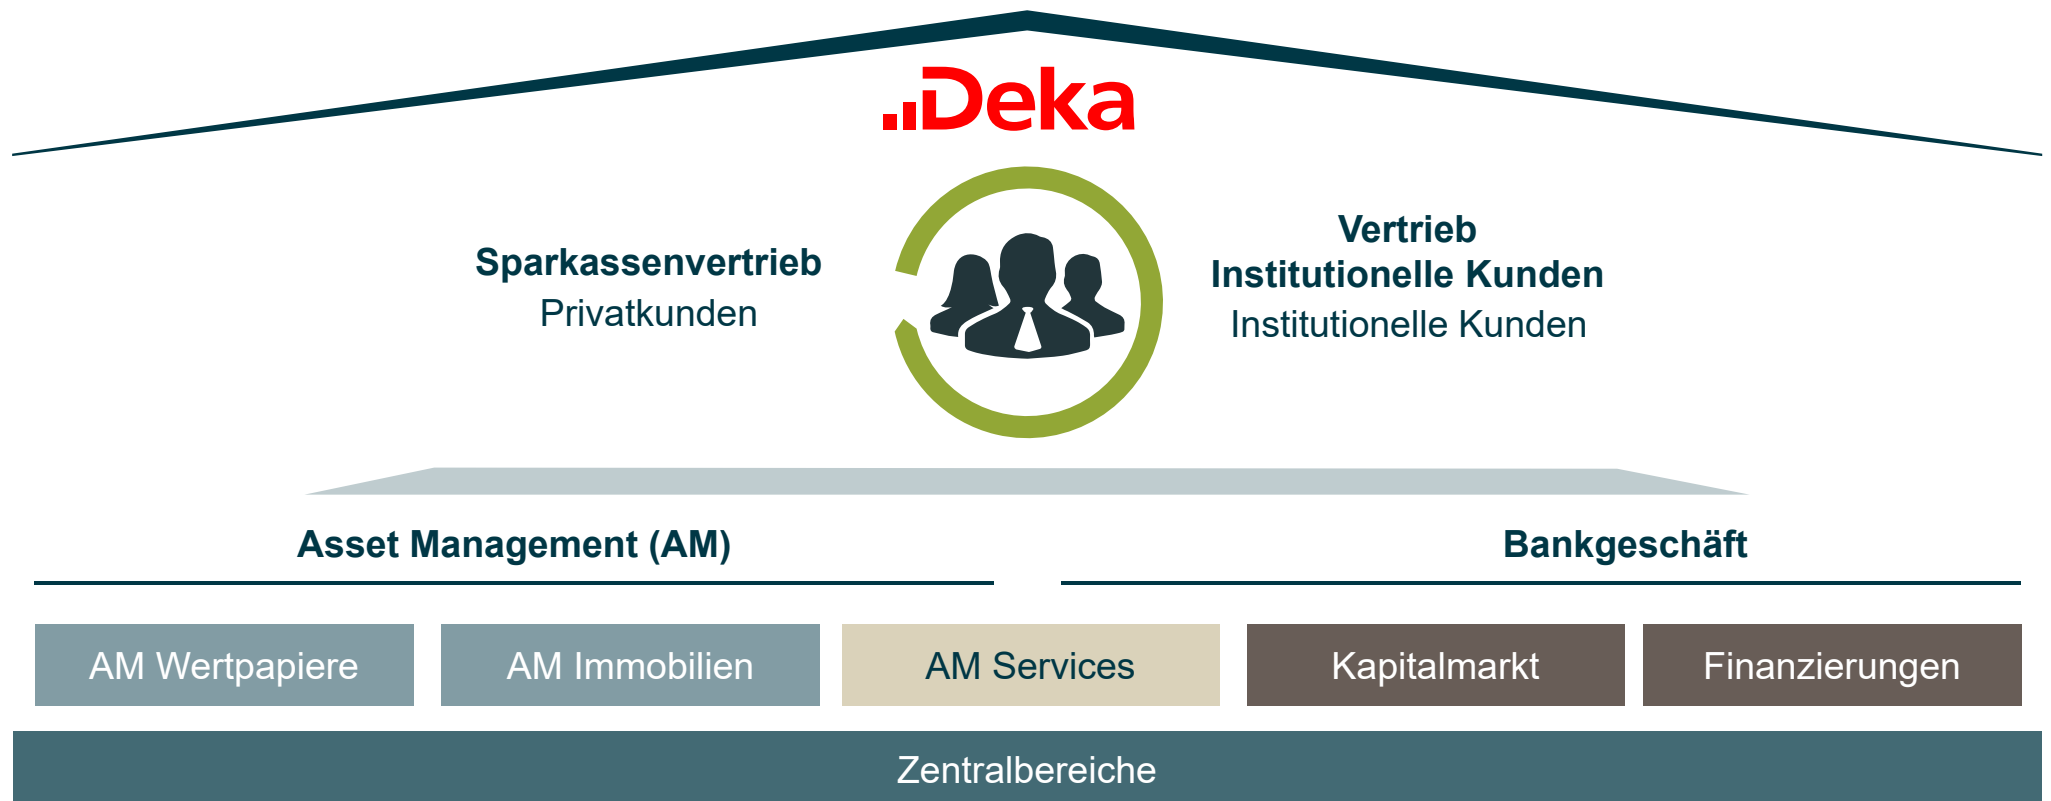 Deka
Sparkassenvertrieb
Privatkunden
Vertrieb
Institutionelle Kunden
Institutionelle Kunden
Asset Management (AM)
Bankgeschäft
AM Wertpapiere
AM Immobilien
AM Services
Kapitalmarkt
Finanzierungen
Zentralbereiche